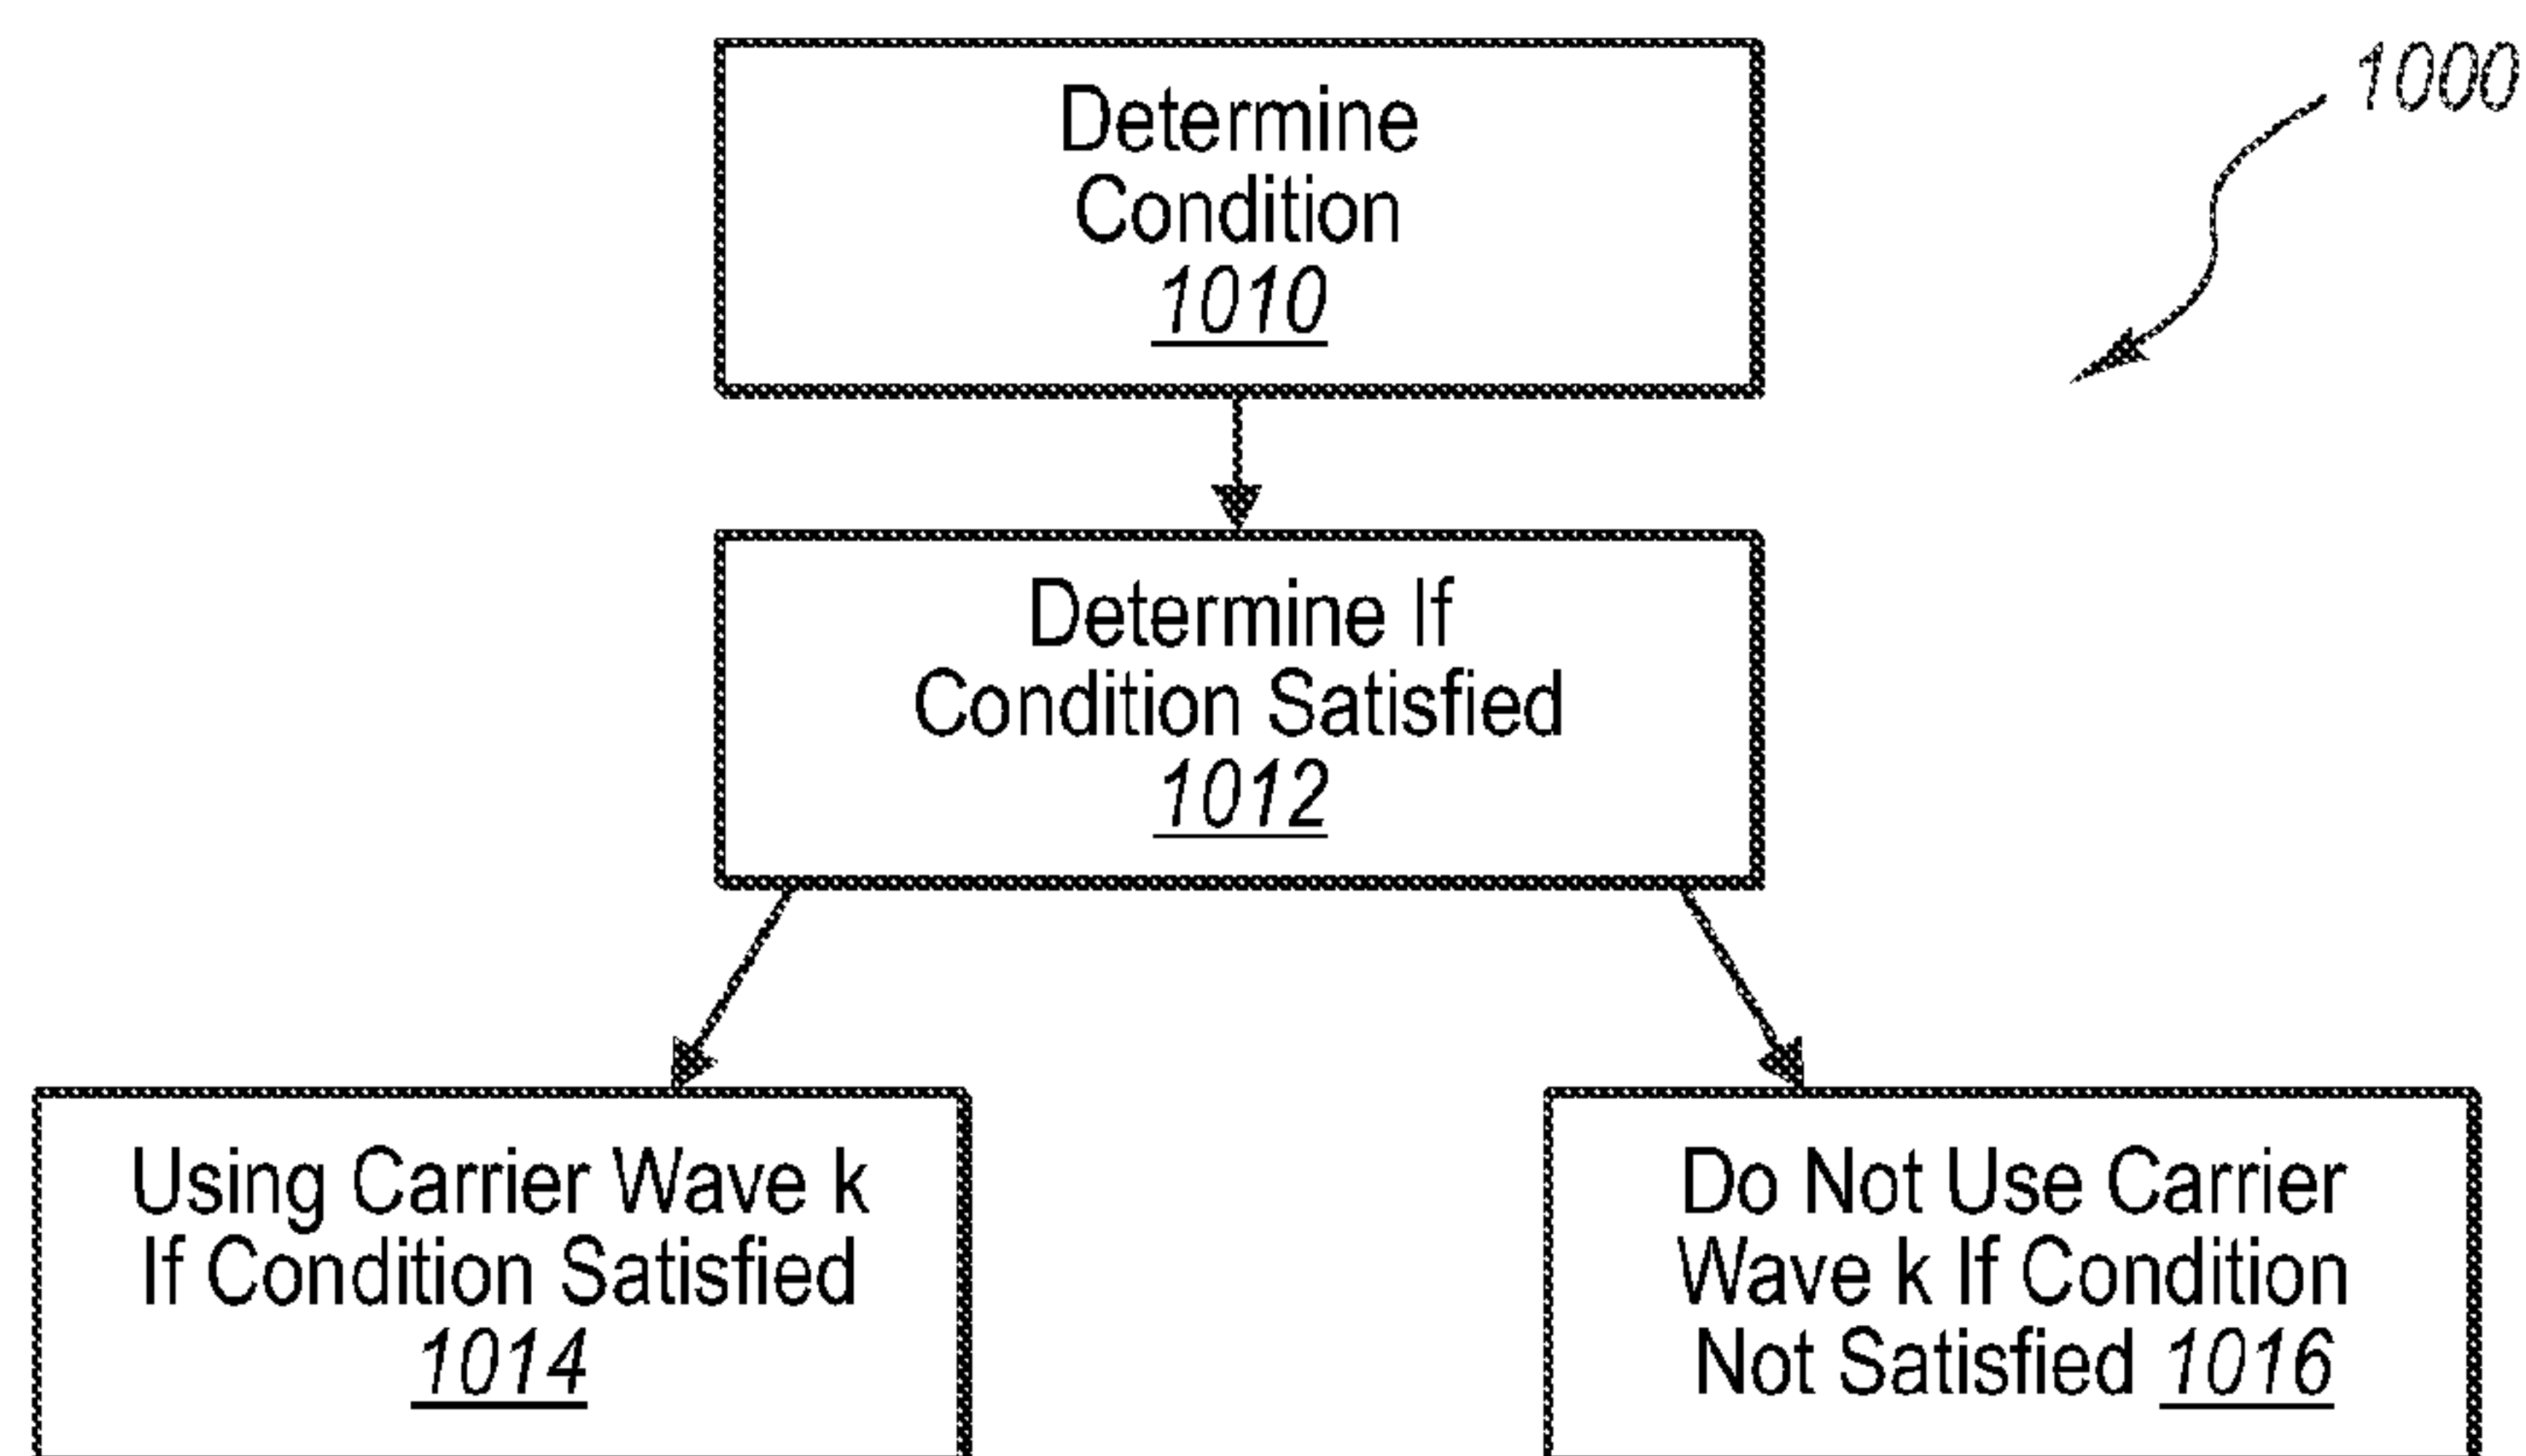 1000
Determine
Condition
1010
Determine If
Condition Satisfied
1012
Using Carrier Wave k
If Condition Satisfied
1014
Do Not Use Carrier
Wave k If Condition
Not Satisfied 1016